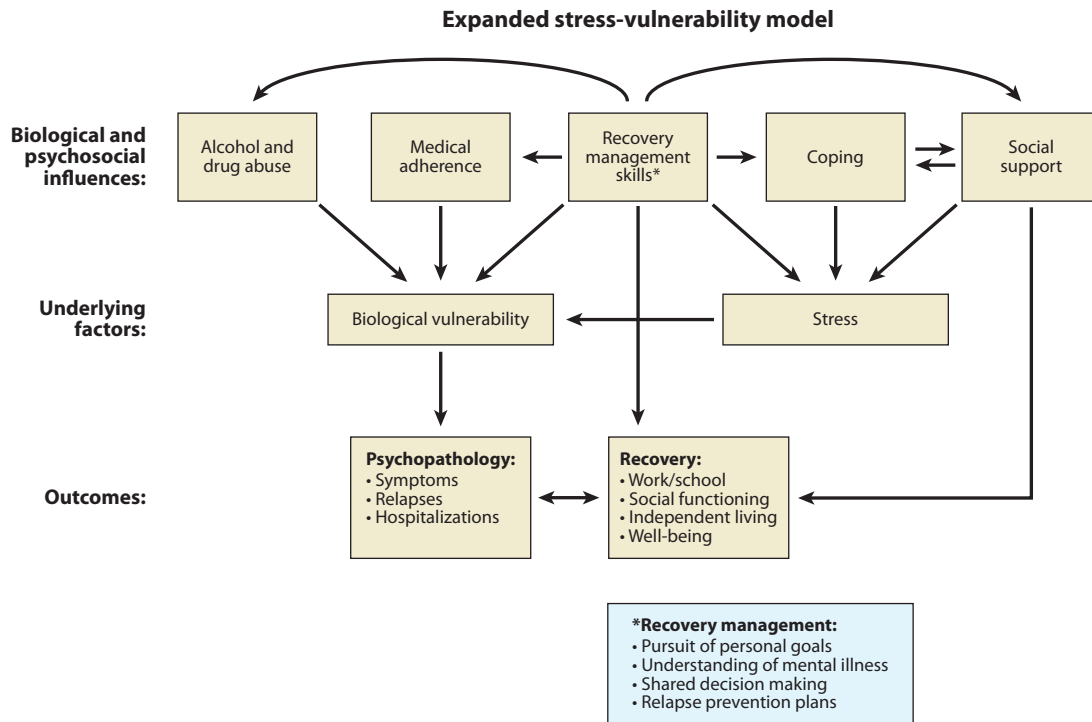 Expanded stress-vulnerability model
Biological and
psychosocial
influences:
Alcohol and
drug abuse
Medical
adherence
Recovery
management
skills*
Coping
Social
support
Underlying
factors:
Biological vulnerability
Stress
Outcomes:
Psychopathology:
• Symptoms
• Relapses
• Hospitalizations
Recovery:
• Work/school
• Social functioning
• Independent living
• Well-being
*Recovery management:
• Pursuit of personal goals
• Understanding of mental illness
• Shared decision making
• Relapse prevention plans